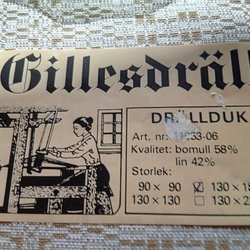 Gillesdräll
DRÄLLDUK
Art. nr: 11633-06
Kvalitet: bomull 58%
lin 42%
Storlek:
90 × 90 130 × 1
130 × 130 130 × 2